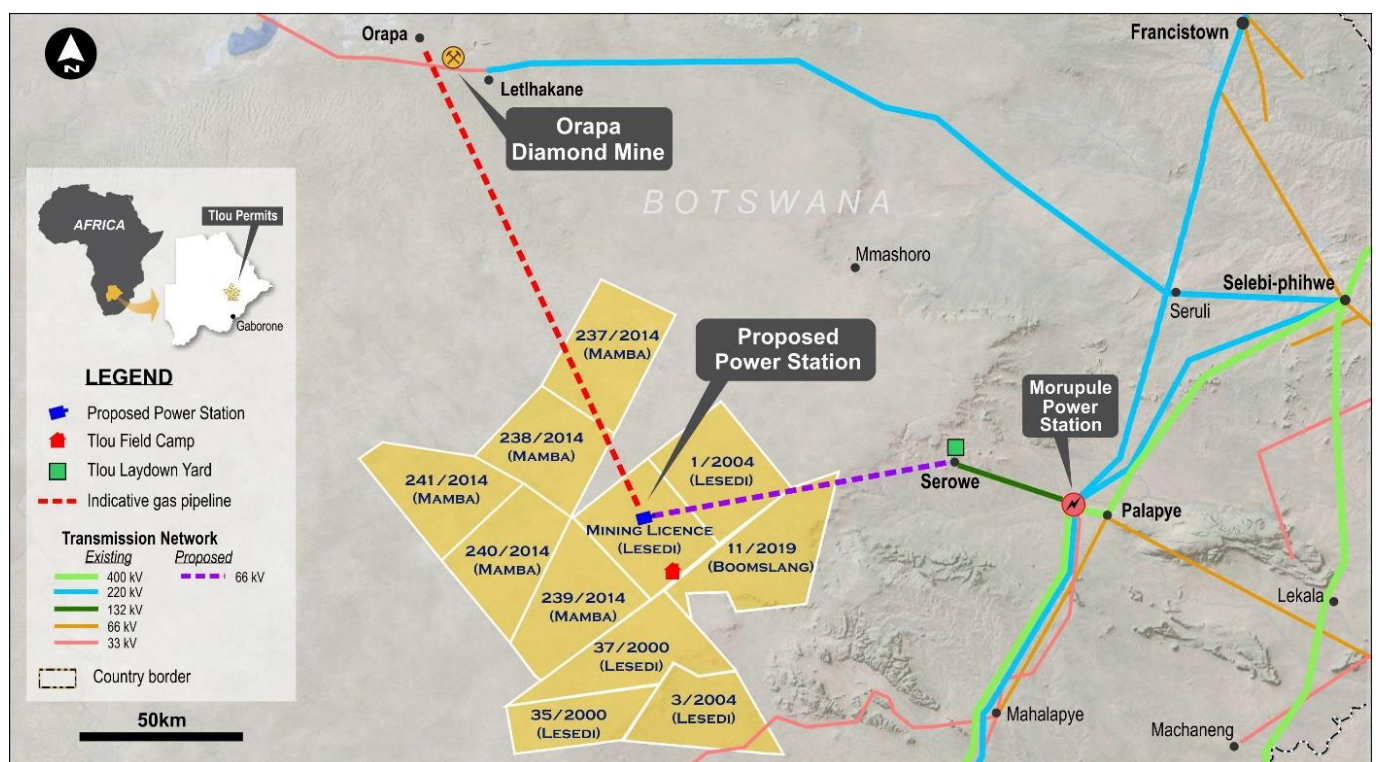 Orapa
Letlhakane
Orapa
Diamond Mine
Francistown
BOTSWANA
Mmashoro
Selebi-phihwe
Seruli
N
AFRICA
Tlou Permits
Gaborone
LEGEND
Proposed Power Station
Tlou Field Camp
Tlou Laydown Yard
Indicative gas pipeline
Transmission Network
Existing
Proposed
400 kV
66 kV
220 kV
132 kV
66 kV
33 kV
Country border
50km
237/2014
(MAMBA)
Proposed
Power Station
238/2014
(MAMBA)
1/2004
(LESEDI)
241/2014
(MAMBA)
MINING LICENCE
(LESEDI)
240/2014
(MAMBA)
11/2019
(BOOMSLANG)
239/2014
(MAMBA)
37/2000
(LESEDI)
3/2004
(LESEDI)
35/2000
(LESEDI)
Morupule
Power
Station
Serowe
Palapye
Lekala
Mahalapye
Machaneng